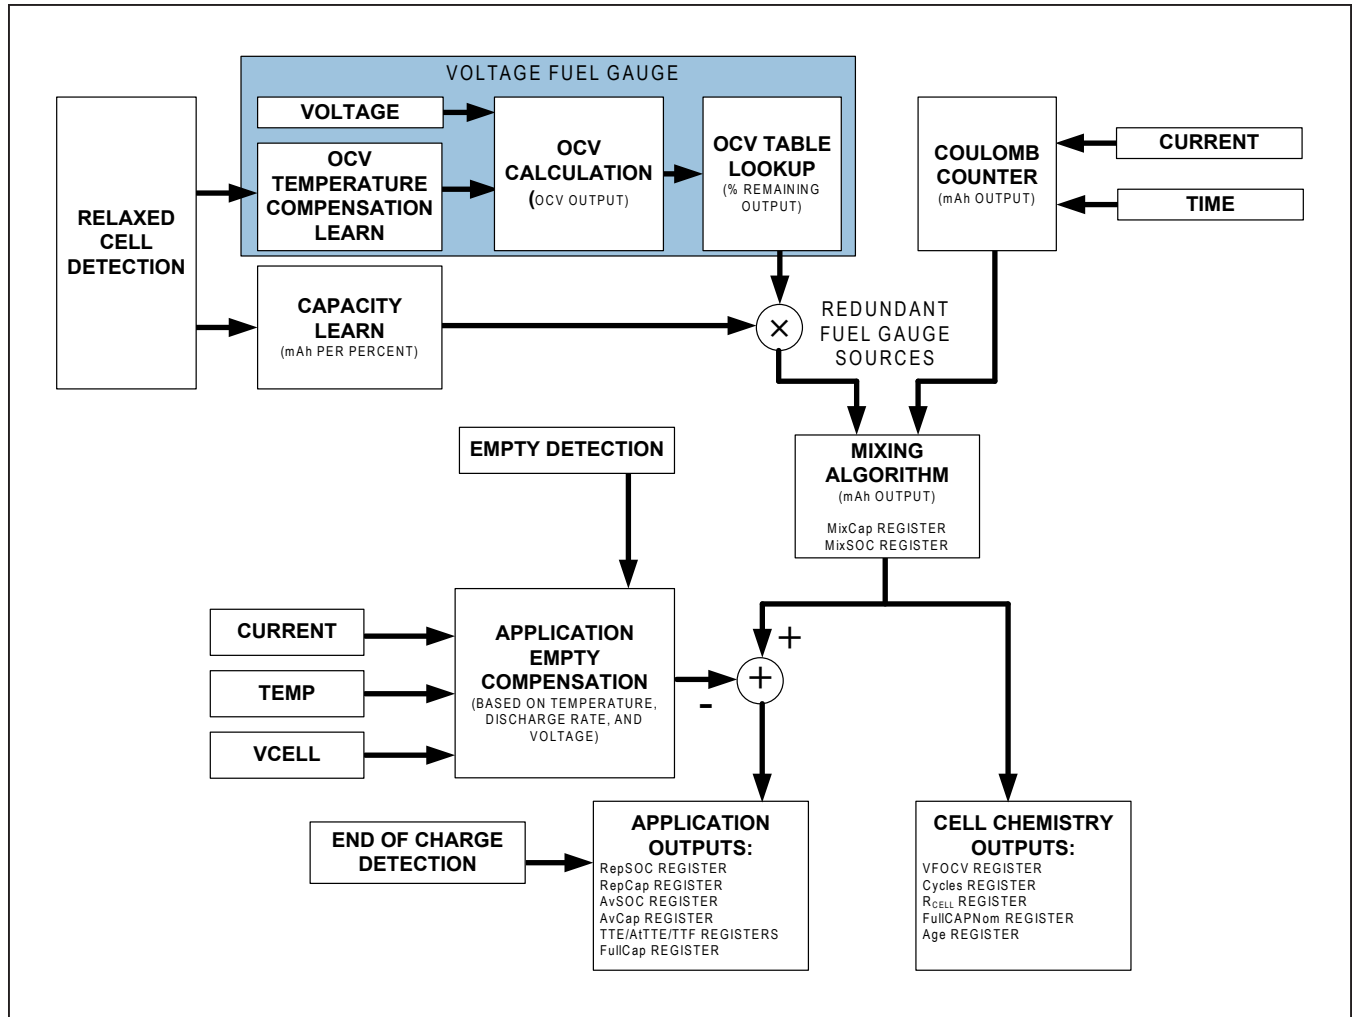 VOLTAGE FUEL GAUGE
VOLTAGE
OCV
TEMPERATURE
COMPENSATION
LEARN
OCV
CALCULATION
(OCV OUTPUT)
OCV TABLE
LOOKUP
(% REMAINING
OUTPUT)
COULOMB
COUNTER
(mAh OUTPUT)
CURRENT
TIME
RELAXED
CELL
DETECTION
CAPACITY
LEARN
(mAh PER PERCENT)
×
REDUNDANT
FUEL GAUGE
SOURCES
EMPTY DETECTION
MIXING
ALGORITHM
(mAh OUTPUT)
MixCap REGISTER
MixSOC REGISTER
CURRENT
TEMP
VCELL
APPLICATION
EMPTY
COMPENSATION
(BASED ON TEMPERATURE,
DISCHARGE RATE, AND
VOLTAGE)
+
+
-
END OF CHARGE
DETECTION
APPLICATION
OUTPUTS:
RepSOC REGISTER
RepCap REGISTER
AvSOC REGISTER
AvCap REGISTER
TTE/AtTTE/TTF REGISTERS
FullCap REGISTER
CELL CHEMISTRY
OUTPUTS:
VFOCV REGISTER
Cycles REGISTER
RCELL REGISTER
FullCAPNom REGISTER
Age REGISTER